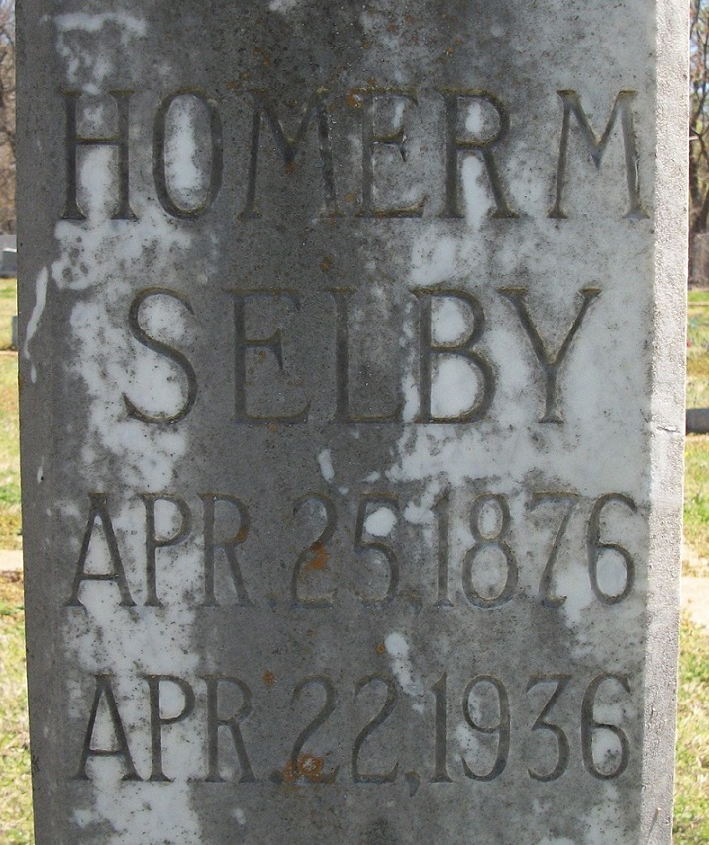 HOMER M
SELBY
APR. 25, 1876
APR. 22, 1936